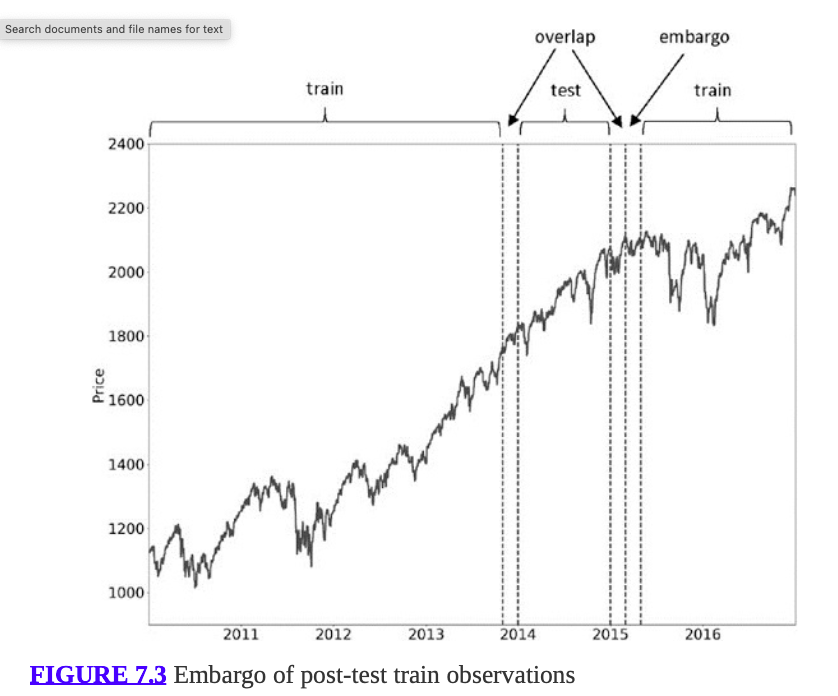 Search documents and file names for text
overlap
embargo
train
test
train
2400
2200
2000
1800
1600
1400
1200
1000
Price
2011
2012
2013
2014
2015
2016
FIGURE 7.3 Embargo of post-test train observations